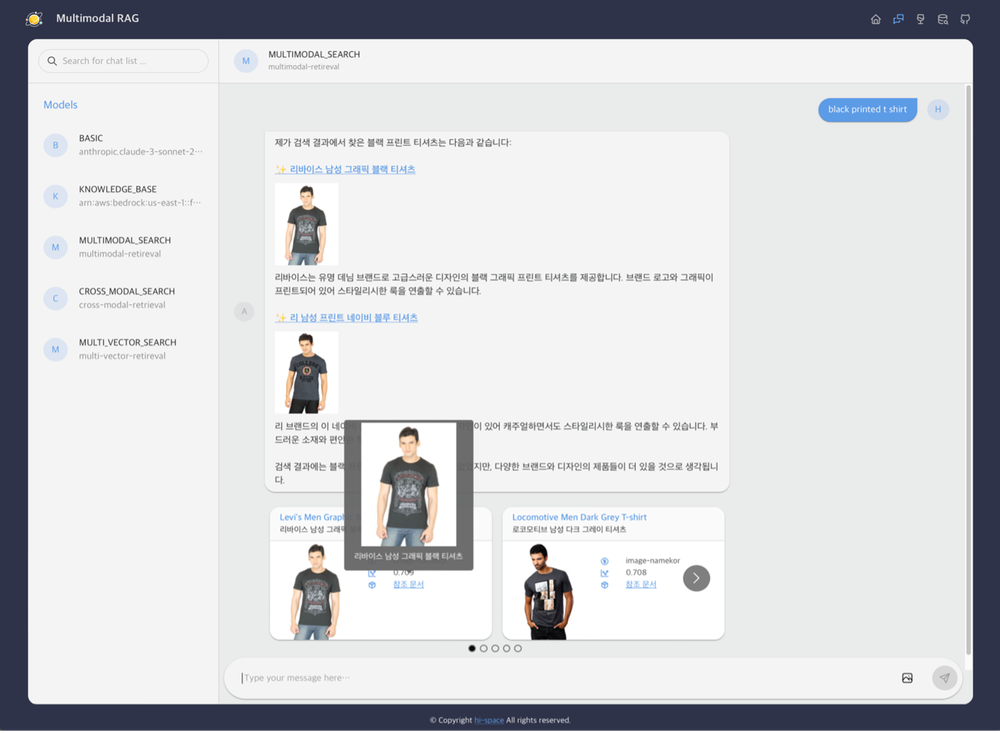 Multimodal RAG
Search for chat list ...
Models
B
BASIC
anthropic.claude-3-sonnet-2...
K
KNOWLEDGE_BASE
arn:aws:bedrock:us-east-1::f...
M
MULTIMODAL_SEARCH
multimodal-retireval
C
CROSS_MODAL_SEARCH
cross-modal-retrieval
M
MULTI_VECTOR_SEARCH
multi-vector-retireval
M
MULTIMODAL_SEARCH
multimodal-retireval
black printed t shirt
H
A
제가 검색 결과에서 찾은 블랙 프린트 티셔츠는 다음과 같습니다:
✨ 리바이스 남성 그래픽 블랙 티셔츠
리바이스는 유명 데님 브랜드로 고급스러운 디자인의 블랙 그래픽 프린트 티셔츠를 제공합니다. 브랜드 로고와 그래픽이
프린트되어 있어 스타일리시한 룩을 연출할 수 있습니다.
✨ 리 남성 프린트 네이비 블루 티셔츠
리 브랜드의 이 네이 이 있어 캐주얼하면서도 스타일리시한 룩을 연출할 수 있습니다. 부
드러운 소재와 편안
검색 결과에는 블랙 지만, 다양한 브랜드와 디자인의 제품들이 더 있을 것으로 생각됩니
다.
리바이스 남성 그래픽 블랙 티셔츠
Levi's Men Graph
리바이스 남성 그래픽
0.709
참조 문서
Locomotive Men Dark Grey T-shirt
로코모티브 남성 다크 그레이 티셔츠
image-namekor
0.708
참조 문서
Type your message here...
© Copyright hi-space All rights reserved.